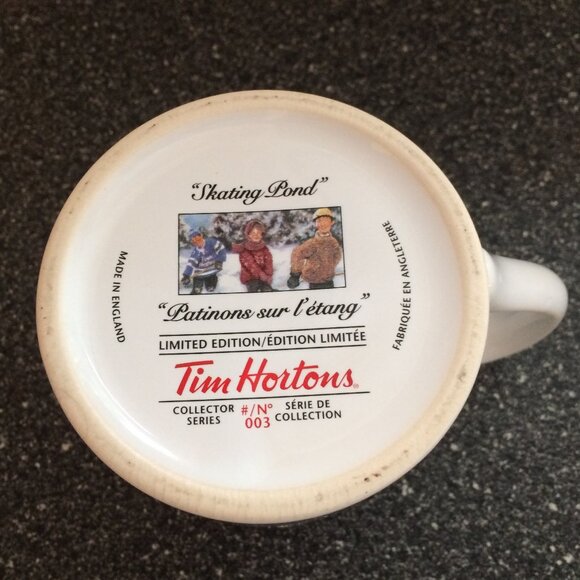 "Skating Pond"
MADE IN ENGLAND
FABRIQUÉE EN ANGLETERRE
"Patinons sur l'étang"
LIMITED EDITION/ÉDITION LIMITÉE
Tim Hortons®
COLLECTOR SERIES
#/Nº 003
SÉRIE DE COLLECTION